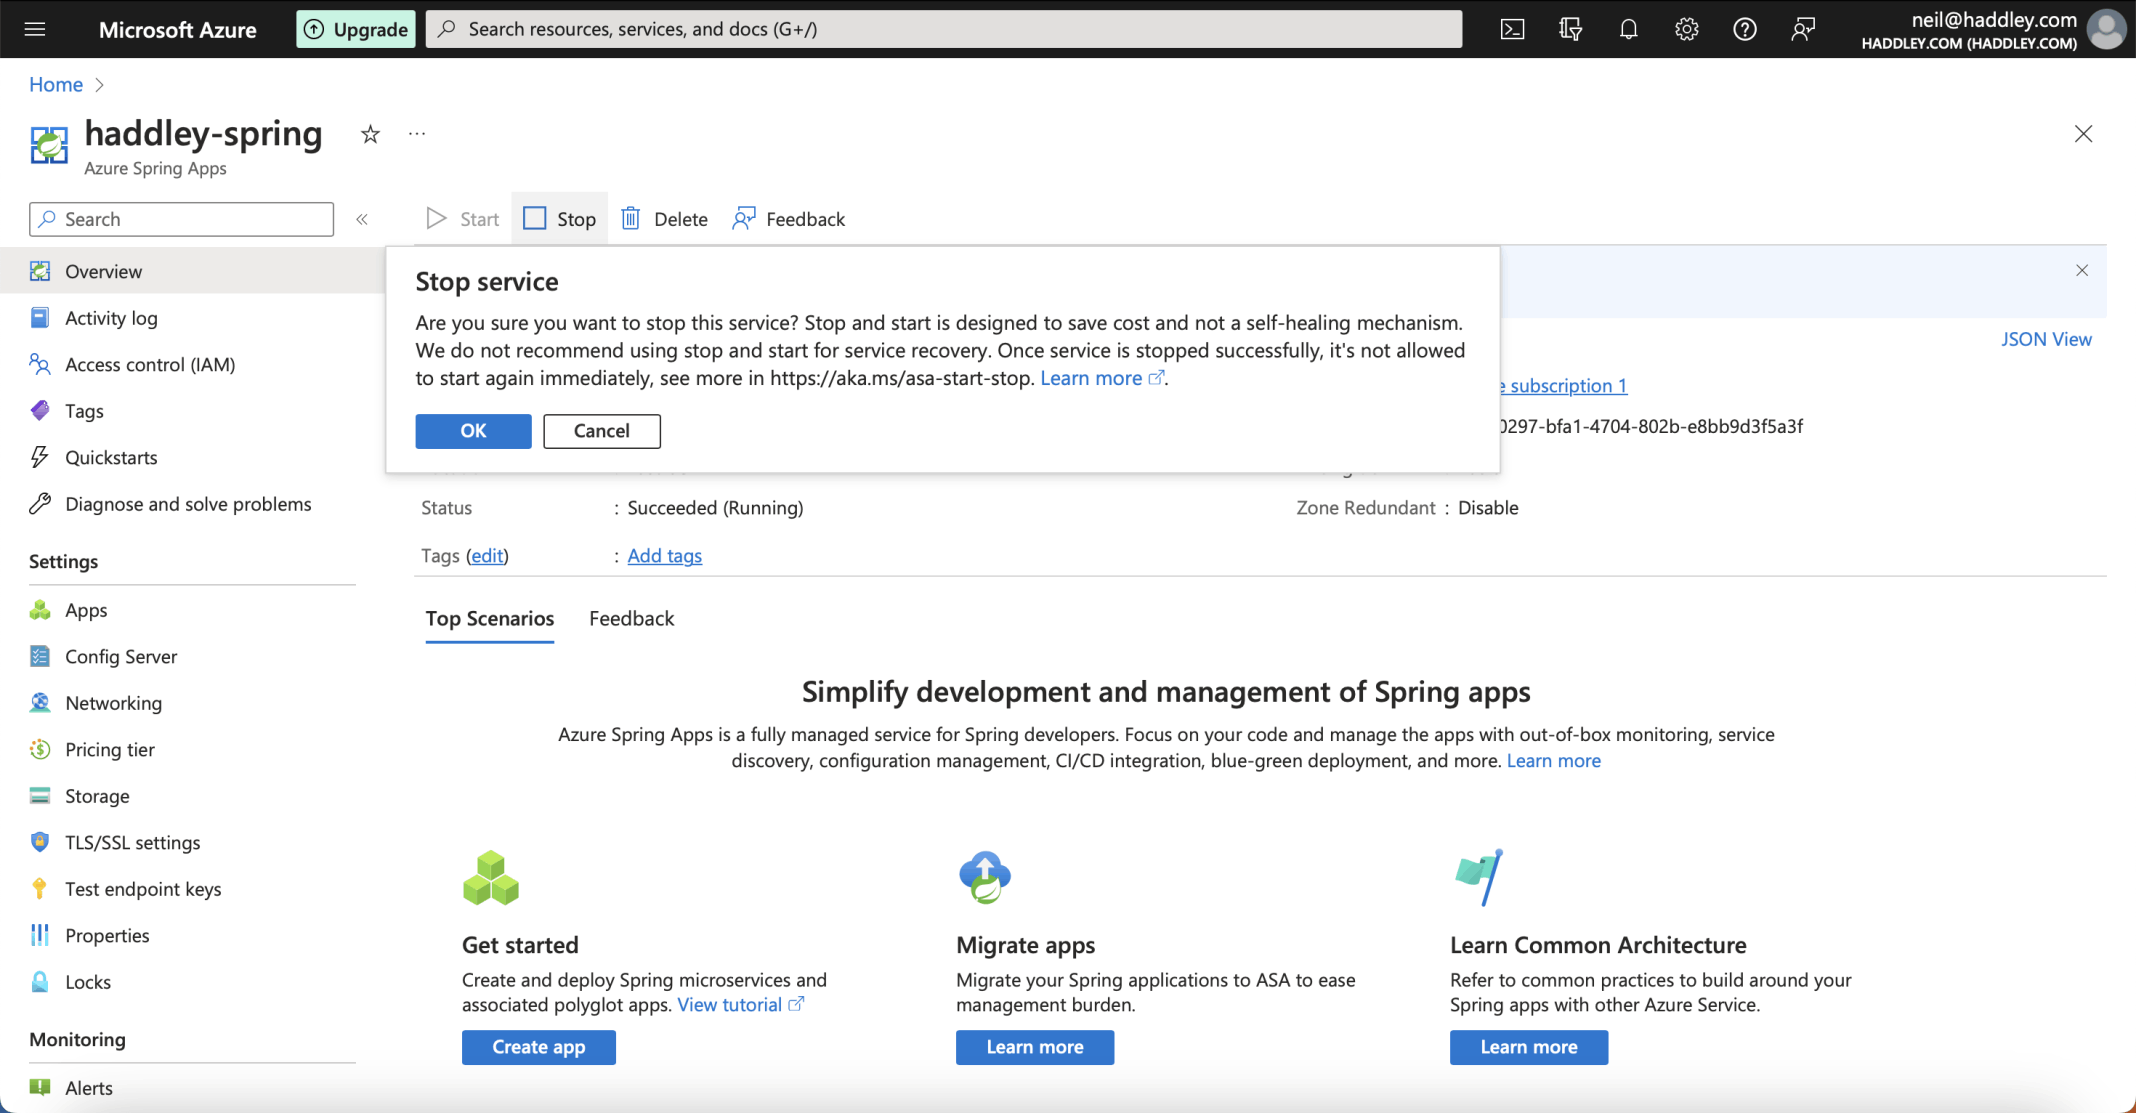 Microsoft Azure
Upgrade
Search resources, services, and docs (G+/)
neil@haddley.com
HADDLEY.COM (HADDLEY.COM)
Home
haddley-spring
Azure Spring Apps
Search
Start
Stop
Delete
Feedback
Overview
Activity log
Access control (IAM)
Tags
Quickstarts
Diagnose and solve problems
Settings
Apps
Config Server
Networking
Pricing tier
Storage
TLS/SSL settings
Test endpoint keys
Properties
Locks
Monitoring
Alerts
Stop service
Are you sure you want to stop this service? Stop and start is designed to save cost and not a self-healing mechanism.
We do not recommend using stop and start for service recovery. Once service is stopped successfully, it's not allowed
to start again immediately, see more in https://aka.ms/asa-start-stop. Learn more.
OK
Cancel
JSON View
e subscription 1
0297-bfa1-4704-802b-e8bb9d3f5a3f
Status : Succeeded (Running)
Zone Redundant : Disable
Tags (edit) : Add tags
Top Scenarios
Feedback
Simplify development and management of Spring apps
Azure Spring Apps is a fully managed service for Spring developers. Focus on your code and manage the apps with out-of-box monitoring, service
discovery, configuration management, CI/CD integration, blue-green deployment, and more. Learn more
Get started
Create and deploy Spring microservices and
associated polyglot apps. View tutorial
Create app
Migrate apps
Migrate your Spring applications to ASA to ease
management burden.
Learn more
Learn Common Architecture
Refer to common practices to build around your
Spring apps with other Azure Service.
Learn more